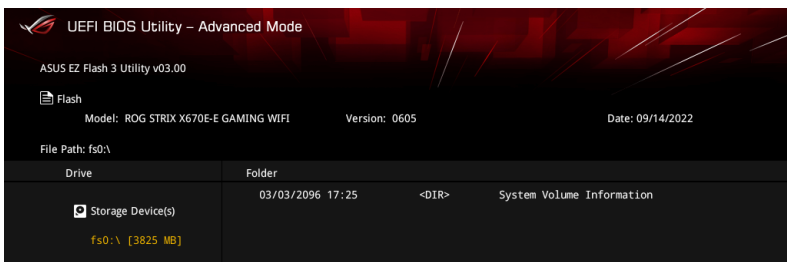 UEFI BIOS Utility – Advanced Mode
ASUS EZ Flash 3 Utility v03.00
Flash
Model: ROG STRIX X670E-E GAMING WIFI Version: 0605 Date: 09/14/2022
File Path: fs0:\
Drive Folder
03/03/2096 17:25 <DIR> System Volume Information
Storage Device(s)
fs0:\ [3825 MB]